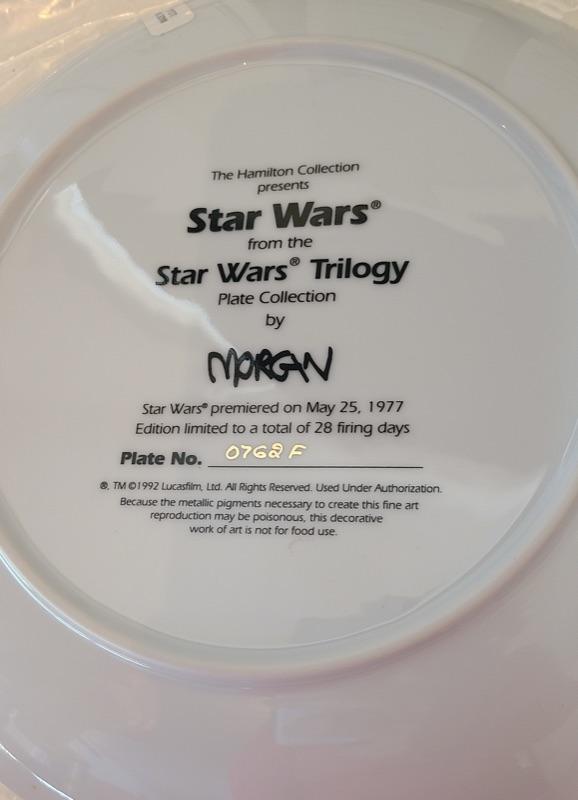 The Hamilton Collection
presents
Star Wars®
from the
Star Wars® Trilogy
Plate Collection
by
MORGAN
Star Wars® premiered on May 25, 1977
Edition limited to a total of 28 firing days
Plate No. 0762 F
®, TM ©1992 Lucasfilm, Ltd. All Rights Reserved. Used Under Authorization.
Because the metallic pigments necessary to create this fine art
reproduction may be poisonous, this decorative
work of art is not for food use.